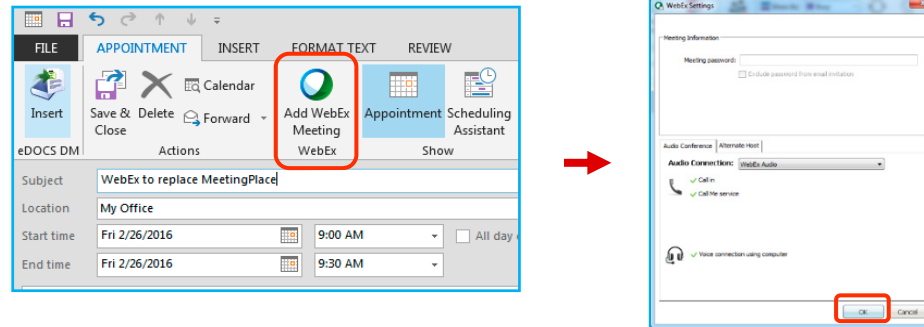 FILE APPOINTMENT INSERT FORMAT TEXT REVIEW
Insert
Save & Close
Delete
Calendar
Forward
Add WebEx Meeting
Appointment
Scheduling Assistant
eDOCS DM Actions WebEx Show
Subject WebEx to replace MeetingPlace
Location My Office
Start time Fri 2/26/2016 9:00 AM All day
End time Fri 2/26/2016 9:30 AM
WebEx Settings
Meeting Information
Meeting password:
Exclude password from email invitation
Audio Conference Alternate Host
Audio Connection: WebEx Audio
Call in
Call Me service
Voice connection using computer
OK Cancel